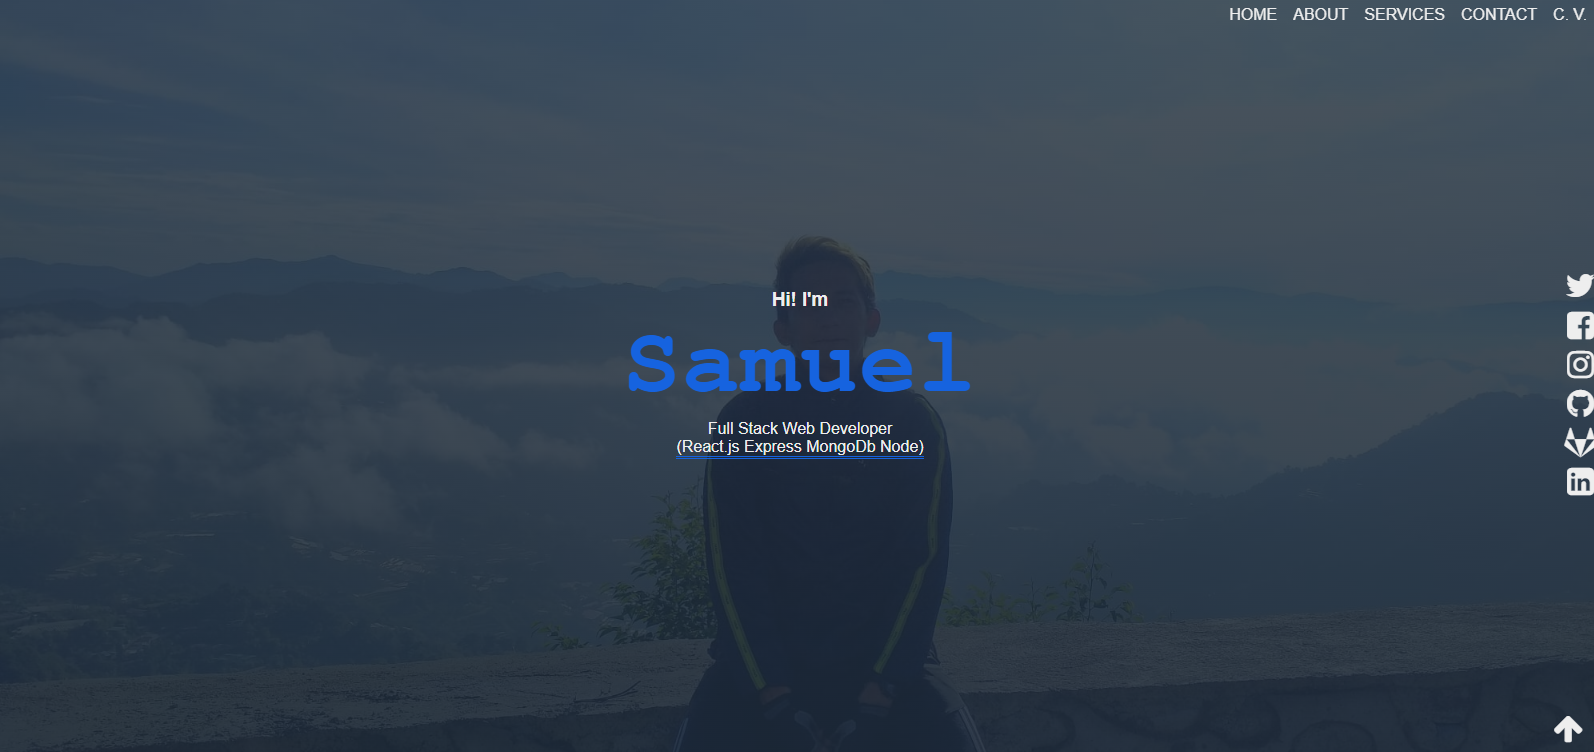 HOME ABOUT SERVICES CONTACT C. V.
Hi! I'm
Samuel
Full Stack Web Developer
(React.js Express MongoDb Node)